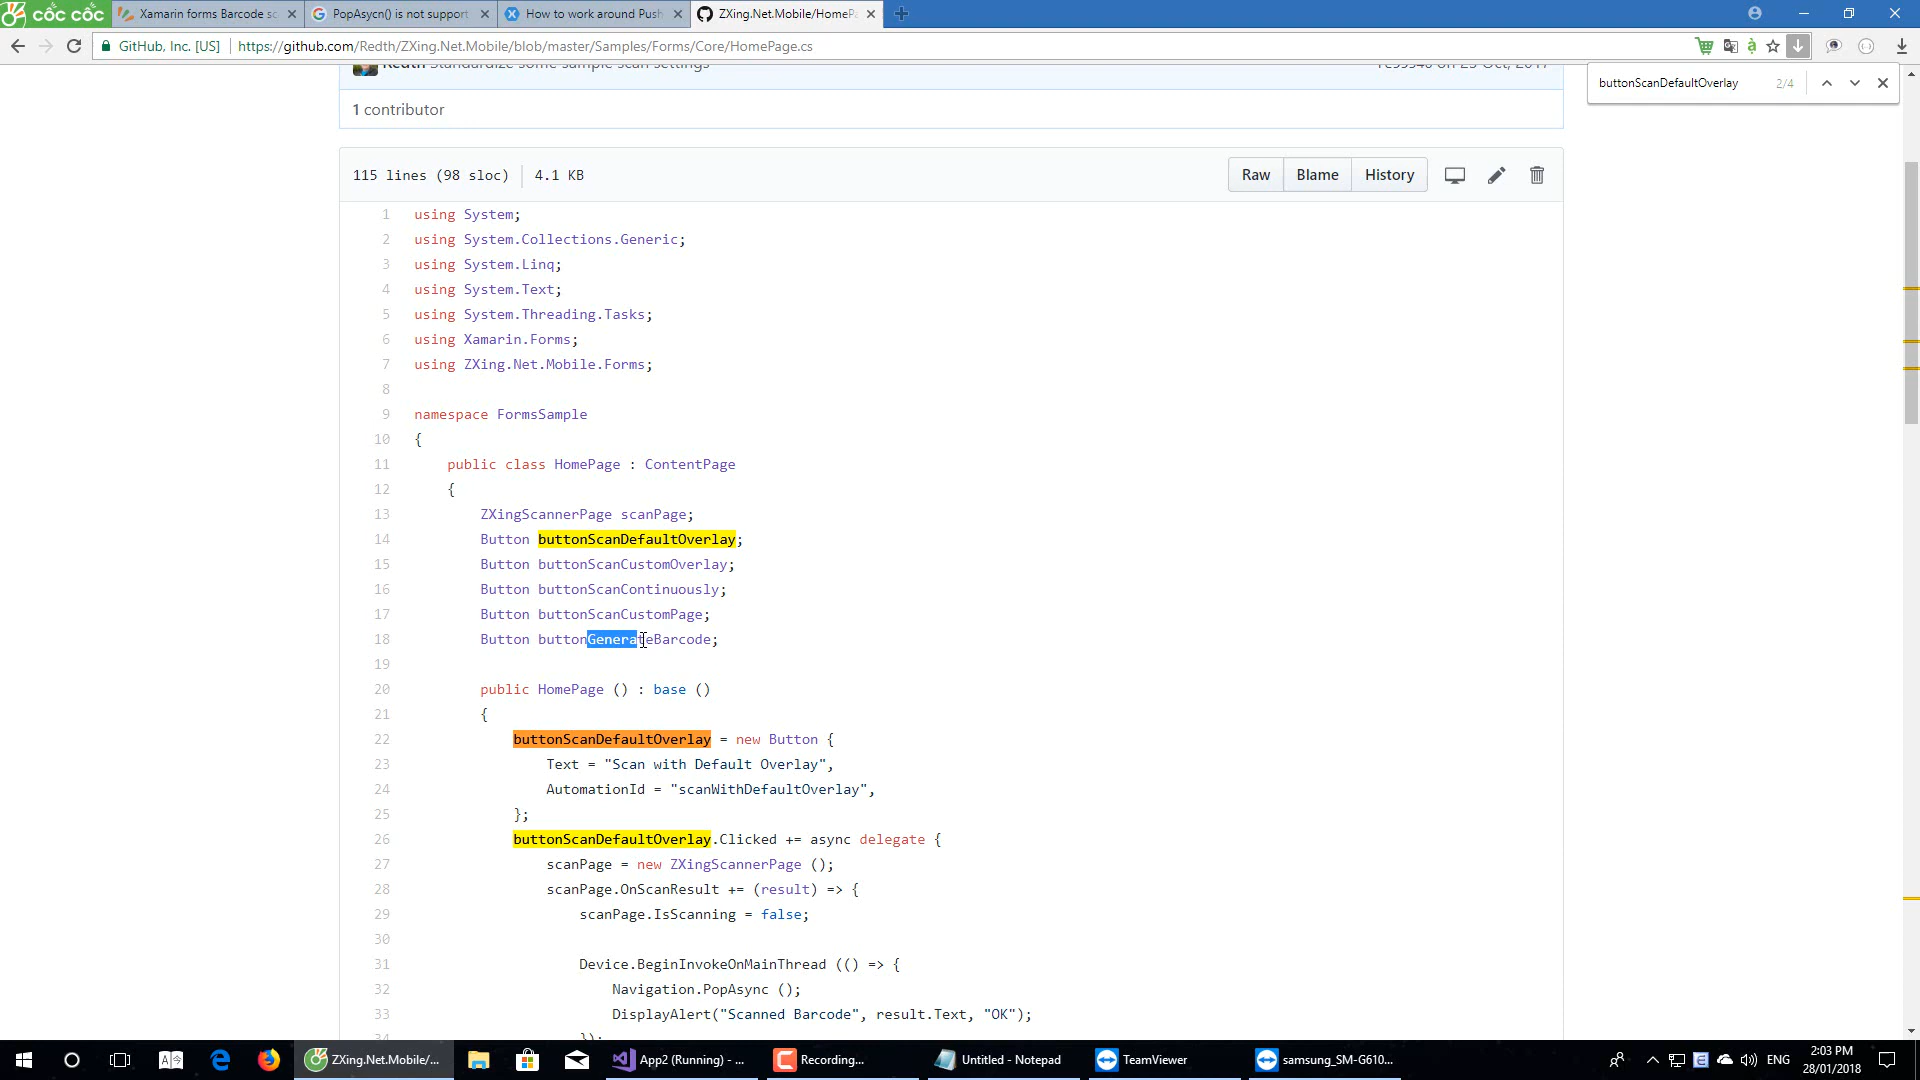 cốc cốc
Xamarin forms Barcode sc
PopAsycn() is not support
How to work around Push
ZXing.Net.Mobile/HomePa
GitHub, Inc. [US]
https://github.com/Redth/ZXing.Net.Mobile/blob/master/Samples/Forms/Core/HomePage.cs
buttonScanDefaultOverlay 2/4
Redth Standardize some sample scan settings
1 contributor
115 lines (98 sloc) 4.1 KB
Raw Blame History
1 using System;
2 using System.Collections.Generic;
3 using System.Linq;
4 using System.Text;
5 using System.Threading.Tasks;
6 using Xamarin.Forms;
7 using ZXing.Net.Mobile.Forms;
8
9 namespace FormsSample
10 {
11 public class HomePage : ContentPage
12 {
13 ZXingScannerPage scanPage;
14 Button buttonScanDefaultOverlay;
15 Button buttonScanCustomOverlay;
16 Button buttonScanContinuously;
17 Button buttonScanCustomPage;
18 Button buttonGenerateBarcode;
19
20 public HomePage () : base ()
21 {
22 buttonScanDefaultOverlay = new Button {
23 Text = "Scan with Default Overlay",
24 AutomationId = "scanWithDefaultOverlay",
25 };
26 buttonScanDefaultOverlay.Clicked += async delegate {
27 scanPage = new ZXingScannerPage ();
28 scanPage.OnScanResult += (result) => {
29 scanPage.IsScanning = false;
30
31 Device.BeginInvokeOnMainThread (() => {
32 Navigation.PopAsync ();
33 DisplayAlert("Scanned Barcode", result.Text, "OK");
34 });
ZXing.Net.Mobile/...
App2 (Running) - ...
Recording...
Untitled - Notepad
TeamViewer
samsung_SM-G610...
ENG
2:03 PM
28/01/2018